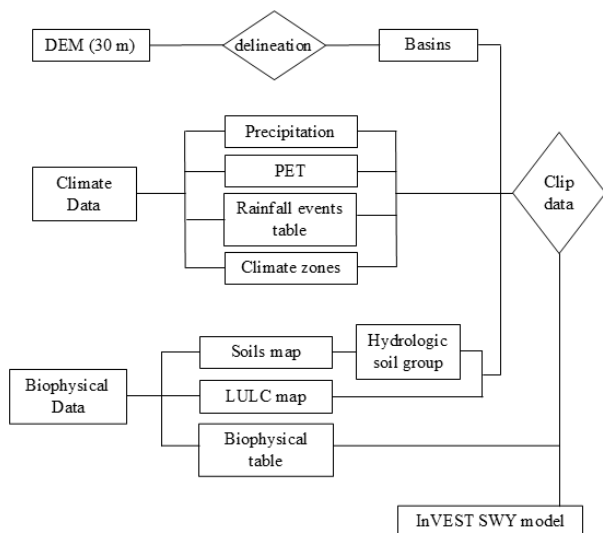 DEM (30 m)
delineation
Basins
Precipitation
PET
Climate
Data
Rainfall events
table
Climate zones
Clip
data
Soils map
Hydrologic
soil group
Biophysical
Data
LULC map
Biophysical
table
InVEST SWY model